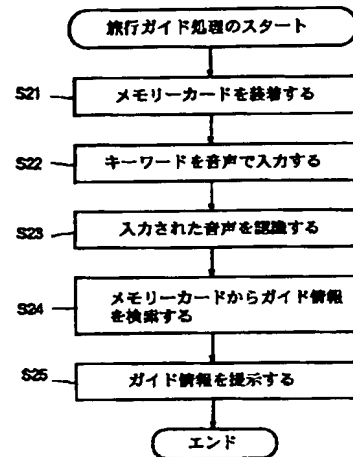 旅行ガイド処理のスタート
S21
メモリーカードを装着する
S22
キーワードを音声で入力する
S23
入力された音声を認識する
S24
メモリーカードからガイド情報
を検索する
S25
ガイド情報を提示する
エンド